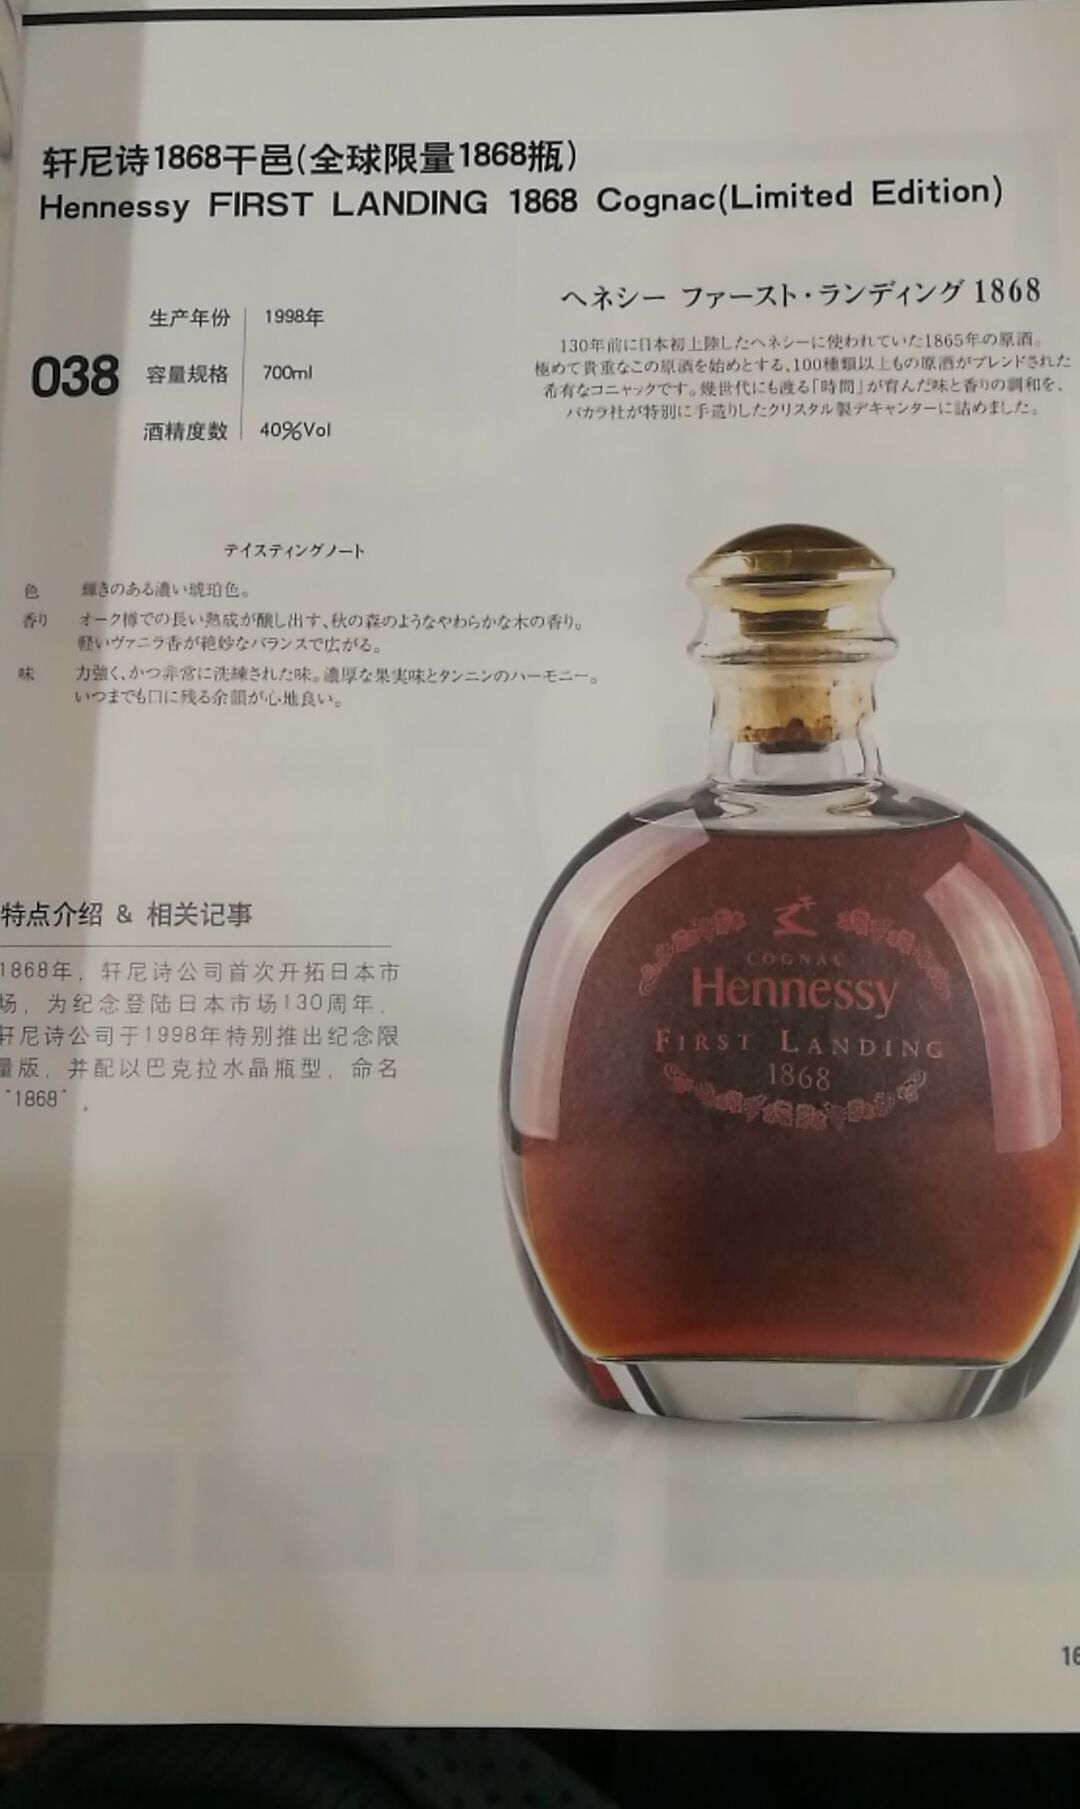 轩尼诗1868干邑(全球限量1868瓶)
Hennessy FIRST LANDING 1868 Cognac(Limited Edition)
038
生产年份 1998年
容量规格 700ml
酒精度数 40%Vol
ヘネシー ファースト・ランディング 1868
130年前に日本初上陸したヘネシーに使われていた1865年の原酒。
極めて貴重なこの原酒を始めとする、100種類以上もの原酒がブレンドされた
希有なコニャックです。幾世代にも渡る「時間」が育んだ味と香りの調和を、
バカラ社が特別に手造りしたクリスタル製デキャンターに詰めました。
テイスティングノート
色 輝きのある濃い琥珀色。
香り オーク樽での長い熟成が醸し出す、秋の森のようなやわらかな木の香り。
軽いヴァニラ香が絶妙なバランスで広がる。
味 力強く、かつ非常に洗練された味。濃厚な果実味とタンニンのハーモニー。
いつまでも口に残る余韻が心地良い。
特点介绍 & 相关记事
1868年，轩尼诗公司首次开拓日本市
场，为纪念登陆日本市场130周年，
轩尼诗公司于1998年特别推出纪念限
量版，并配以巴克拉水晶瓶型，命名
"1868"。
COGNAC
Hennessy
FIRST LANDING
1868